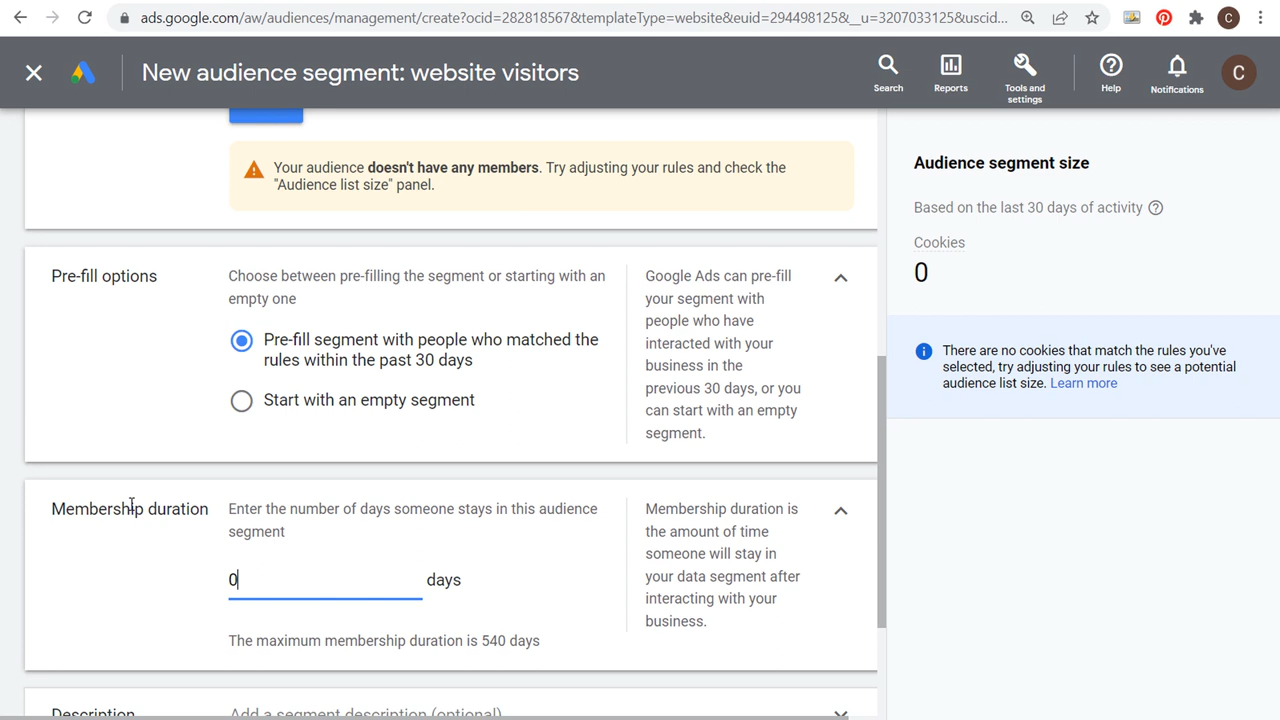 ads.google.com/aw/audiences/management/create?ocid=282818567&templateType=website&euid=294498125&__u=3207033125&uscid...
C
New audience segment: website visitors
Search
Reports
Tools and
settings
Help
Notifications
C
Your audience doesn't have any members. Try adjusting your rules and check the
"Audience list size" panel.
Pre-fill options
Choose between pre-filling the segment or starting with an
empty one
Pre-fill segment with people who matched the
rules within the past 30 days
Start with an empty segment
Google Ads can pre-fill
your segment with
people who have
interacted with your
business in the
previous 30 days, or you
can start with an empty
segment.
Membership duration
Enter the number of days someone stays in this audience
segment
0 days
The maximum membership duration is 540 days
Membership duration is
the amount of time
someone will stay in
your data segment after
interacting with your
business.
Description
Add a segment description (optional)
Audience segment size
Based on the last 30 days of activity
Cookies
0
There are no cookies that match the rules you've
selected, try adjusting your rules to see a potential
audience list size. Learn more